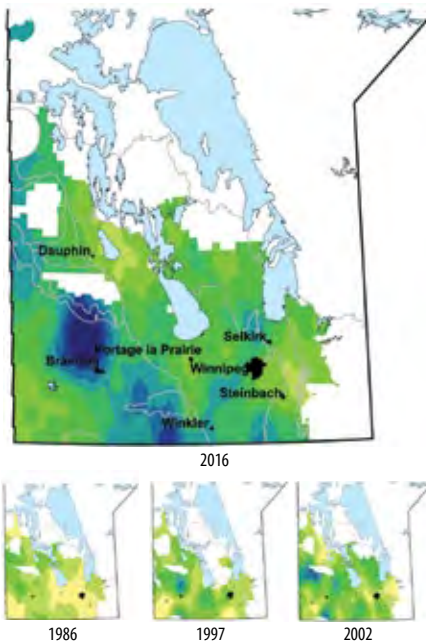 Dauphin
Selkirk
Portage la Prairie
Brandon
Winnipeg
Steinbach
Winkler
2016
1986
1997
2002